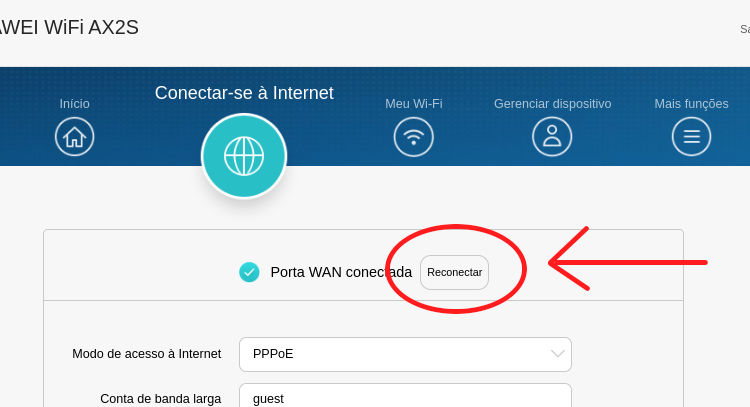 WEI WiFi AX2S
Sa
Conectar-se à Internet
Início
Meu Wi-Fi
Gerenciar dispositivo
Mais funções
Porta WAN conectada
Reconectar
Modo de acesso à Internet
PPPoE
Conta de banda larga
guest